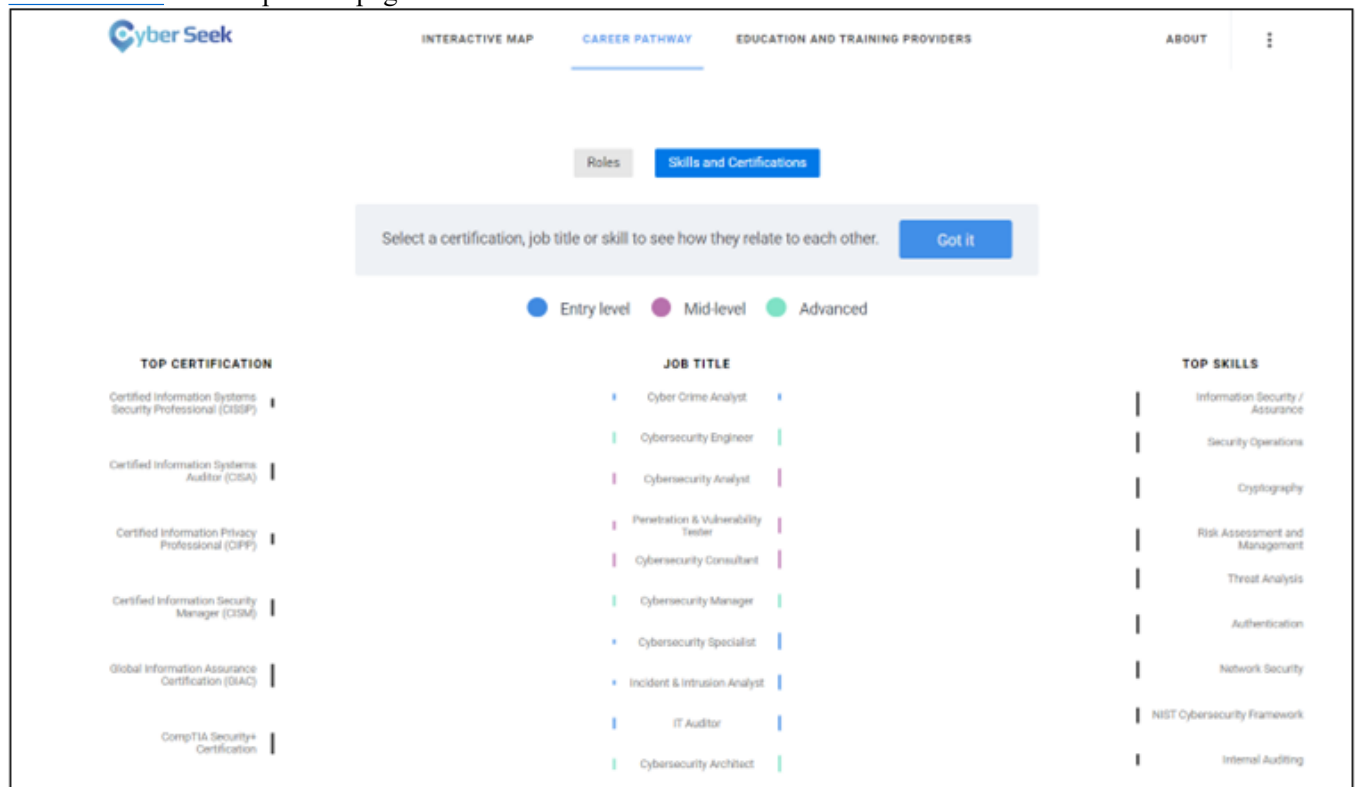 Cyber Seek
INTERACTIVE MAP
CAREER PATHWAY
EDUCATION AND TRAINING PROVIDERS
ABOUT
Roles
Skills and Certifications
Select a certification, job title or skill to see how they relate to each other.
Got it
Entry level
Mid-level
Advanced
TOP CERTIFICATION
Certified Information Systems
Security Professional (CISSP)
Certified Information Systems
Auditor (CISA)
Certified Information Privacy
Professional (CIPP)
Certified Information Security
Manager (CISM)
Global Information Assurance
Certification (GIAC)
CompTIA Security+
Certification
JOB TITLE
Cyber Crime Analyst
Cybersecurity Engineer
Cybersecurity Analyst
Penetration & Vulnerability
Tester
Cybersecurity Consultant
Cybersecurity Manager
Cybersecurity Specialist
Incident & Intrusion Analyst
IT Auditor
Cybersecurity Architect
TOP SKILLS
Information Security /
Assurance
Security Operations
Cryptography
Risk Assessment and
Management
Threat Analysis
Authentication
Network Security
NIST Cybersecurity Framework
Internal Auditing